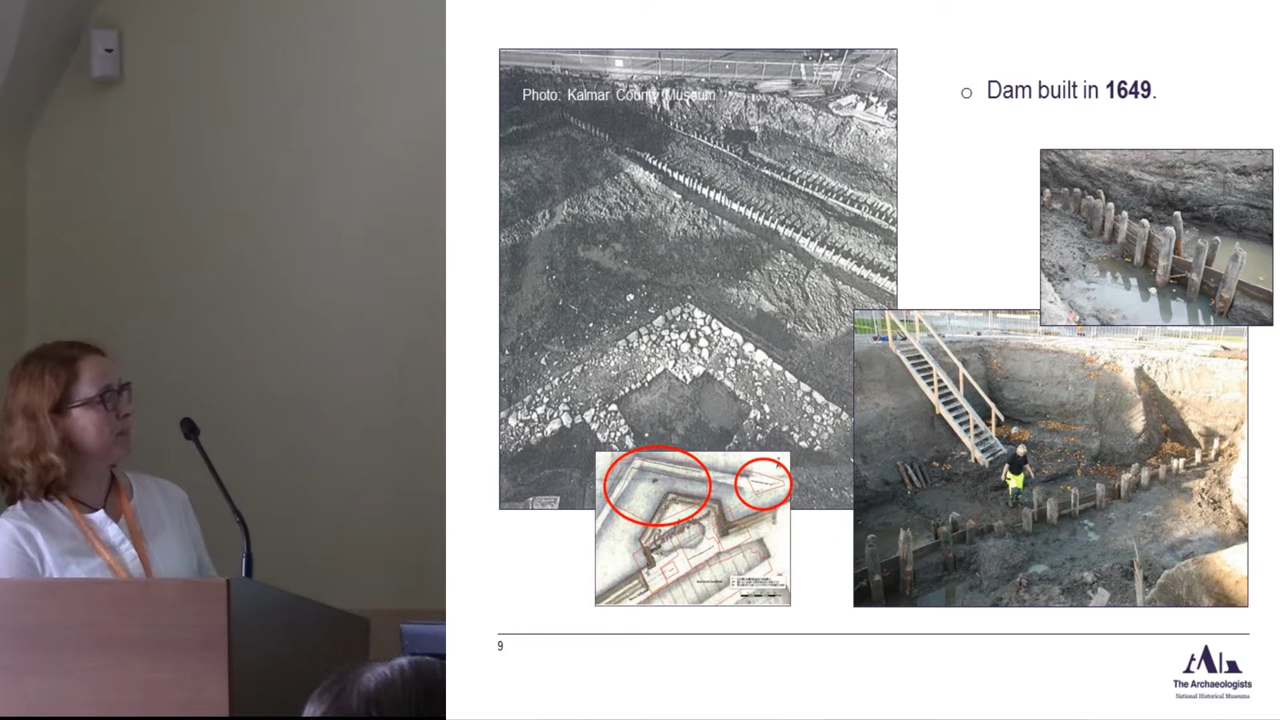 Photo: Kalmar County Museum
○ Dam built in 1649.
9
The Archaeologists
National Historical Museums